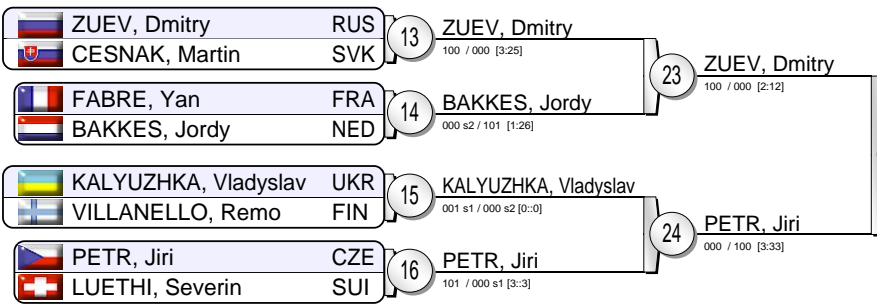 ZUEV, Dmitry RUS
CESNAK, Martin SVK
13
ZUEV, Dmitry
100 / 000 [3:25]
FABRE, Yan FRA
BAKKES, Jordy NED
14
BAKKES, Jordy
000 s2 / 101 [1:26]
23
ZUEV, Dmitry
100 / 000 [2:12]
KALYUZHKA, Vladyslav UKR
VILLANELLO, Remo FIN
15
KALYUZHKA, Vladyslav
001 s1 / 000 s2 [0::0]
PETR, Jiri CZE
LUETHI, Severin SUI
16
PETR, Jiri
101 / 000 s1 [3::3]
24
PETR, Jiri
000 / 100 [3:33]